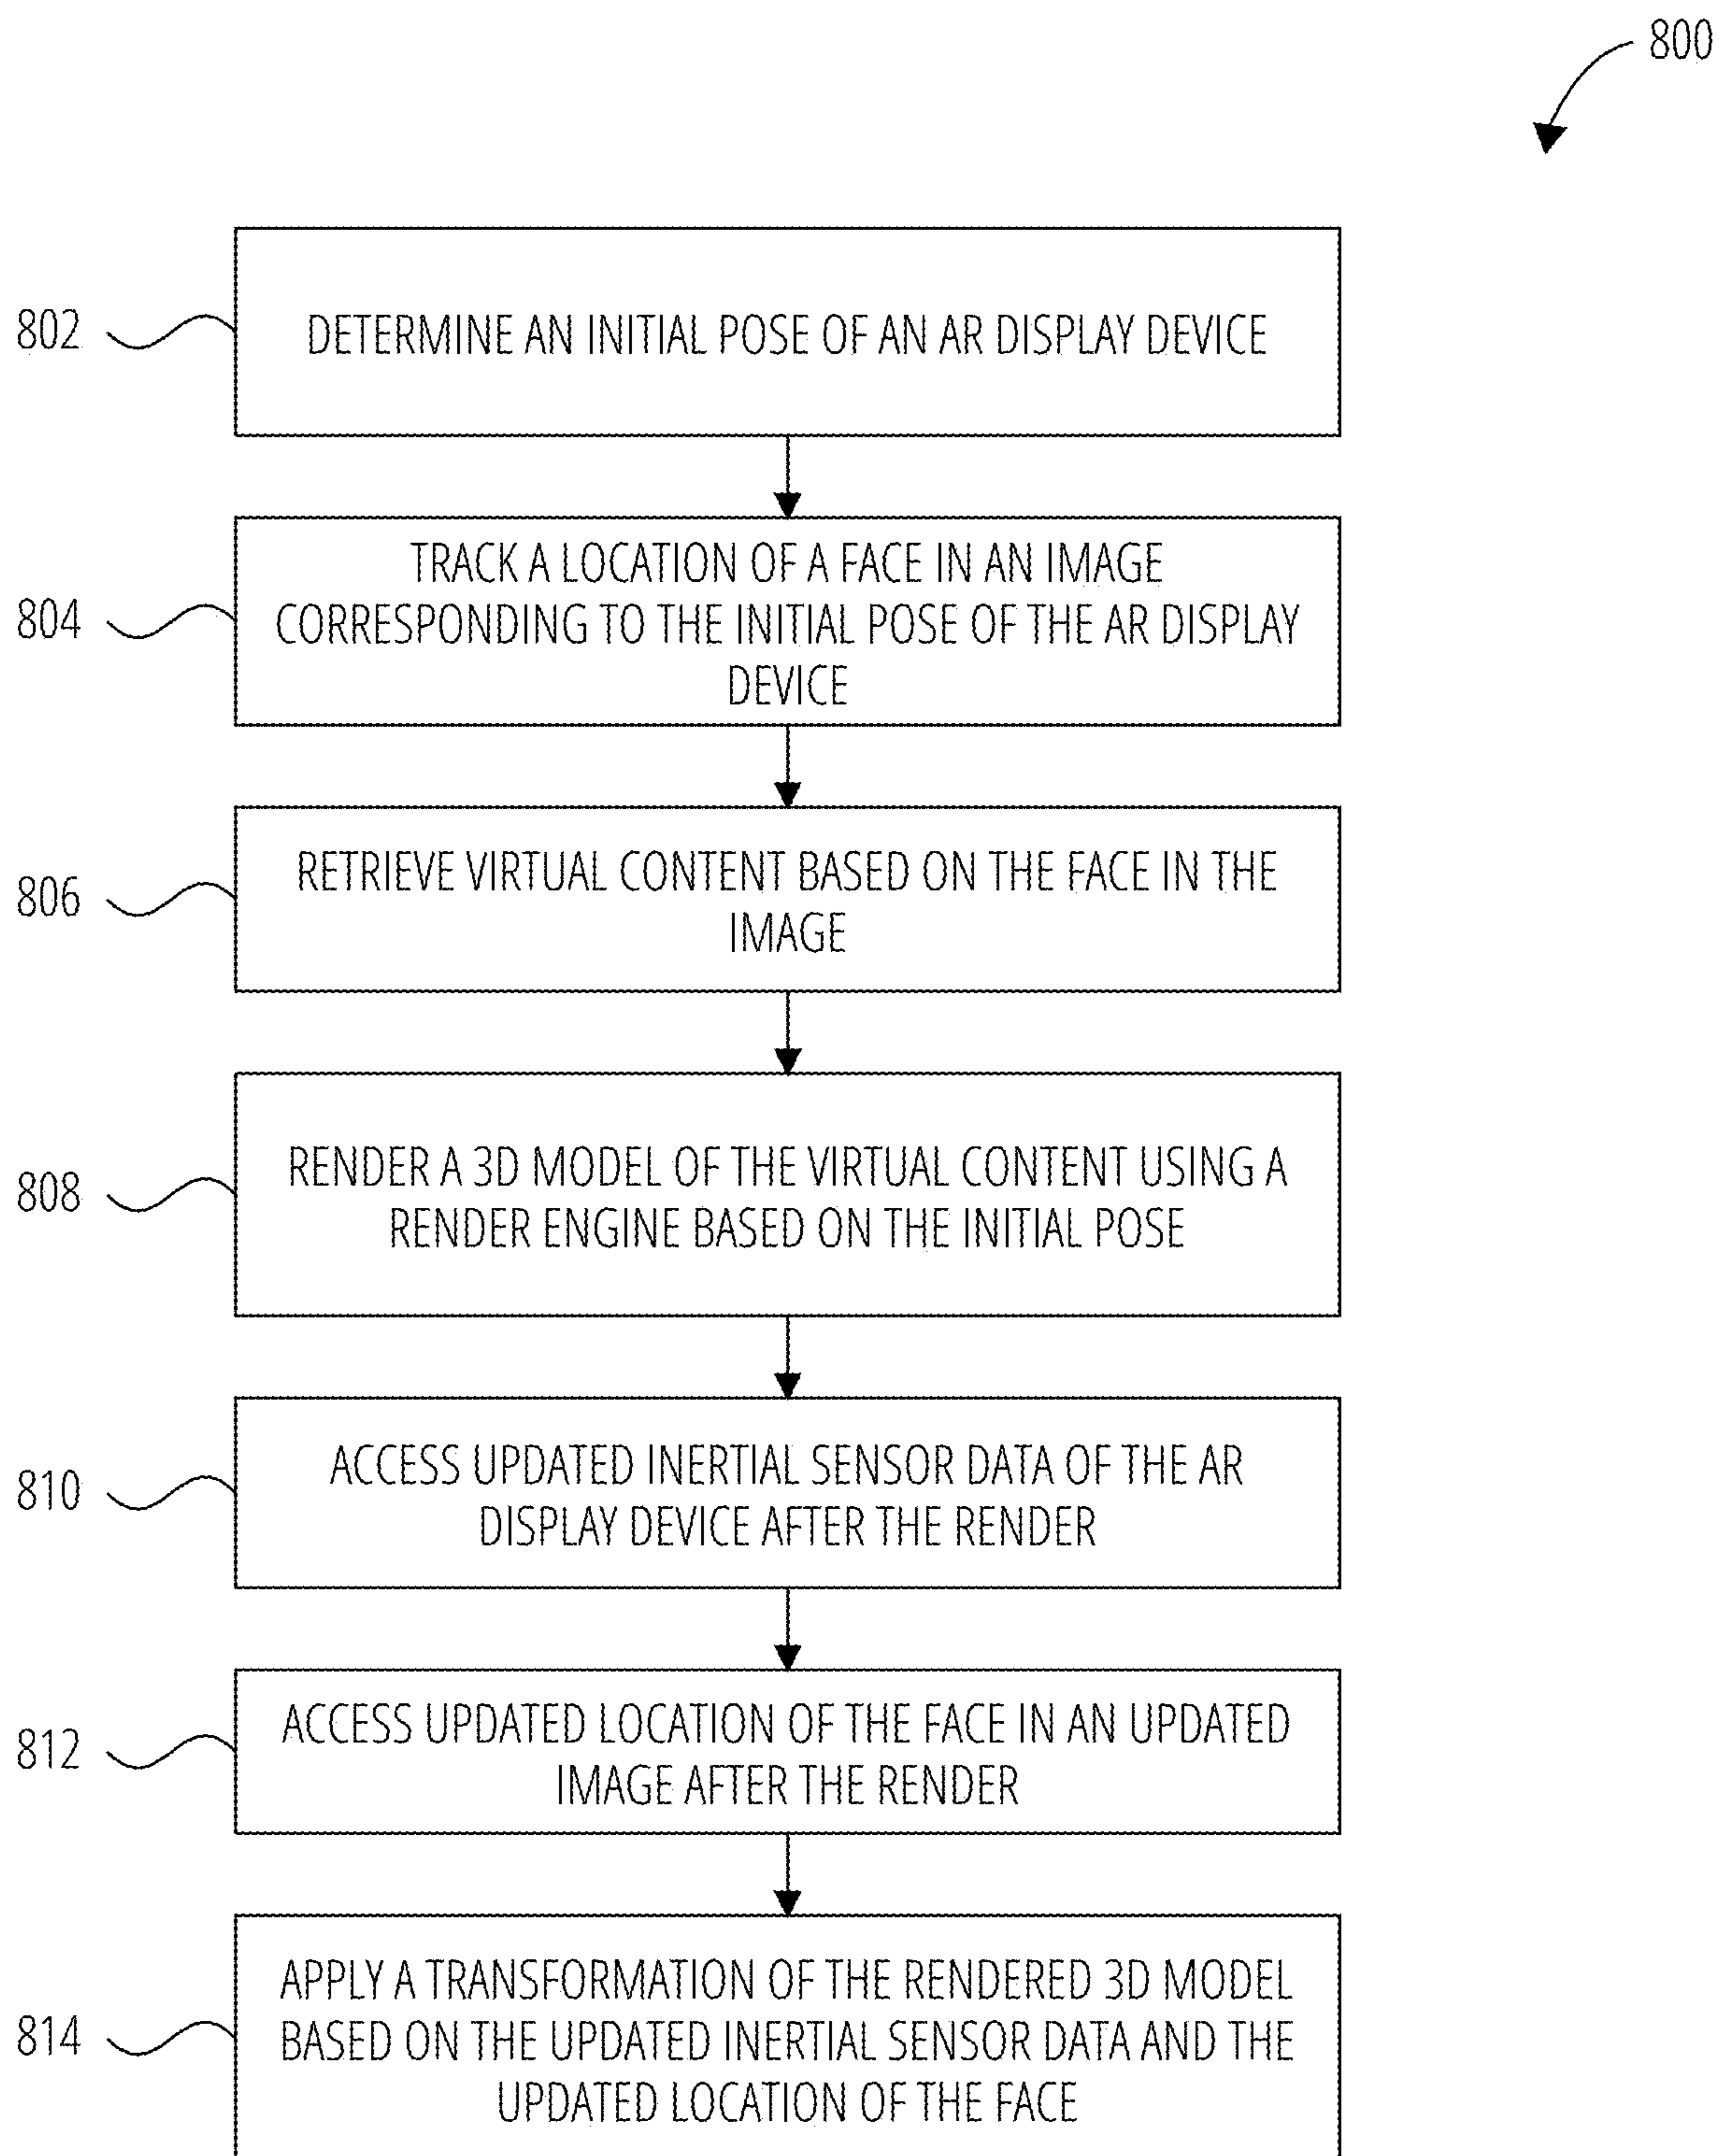 800
802
DETERMINE AN INITIAL POSE OF AN AR DISPLAY DEVICE
804
TRACK A LOCATION OF A FACE IN AN IMAGE
CORRESPONDING TO THE INITIAL POSE OF THE AR DISPLAY
DEVICE
806
RETRIEVE VIRTUAL CONTENT BASED ON THE FACE IN THE
IMAGE
808
RENDER A 3D MODEL OF THE VIRTUAL CONTENT USING A
RENDER ENGINE BASED ON THE INITIAL POSE
810
ACCESS UPDATED INERTIAL SENSOR DATA OF THE AR
DISPLAY DEVICE AFTER THE RENDER
812
ACCESS UPDATED LOCATION OF THE FACE IN AN UPDATED
IMAGE AFTER THE RENDER
814
APPLY A TRANSFORMATION OF THE RENDERED 3D MODEL
BASED ON THE UPDATED INERTIAL SENSOR DATA AND THE
UPDATED LOCATION OF THE FACE